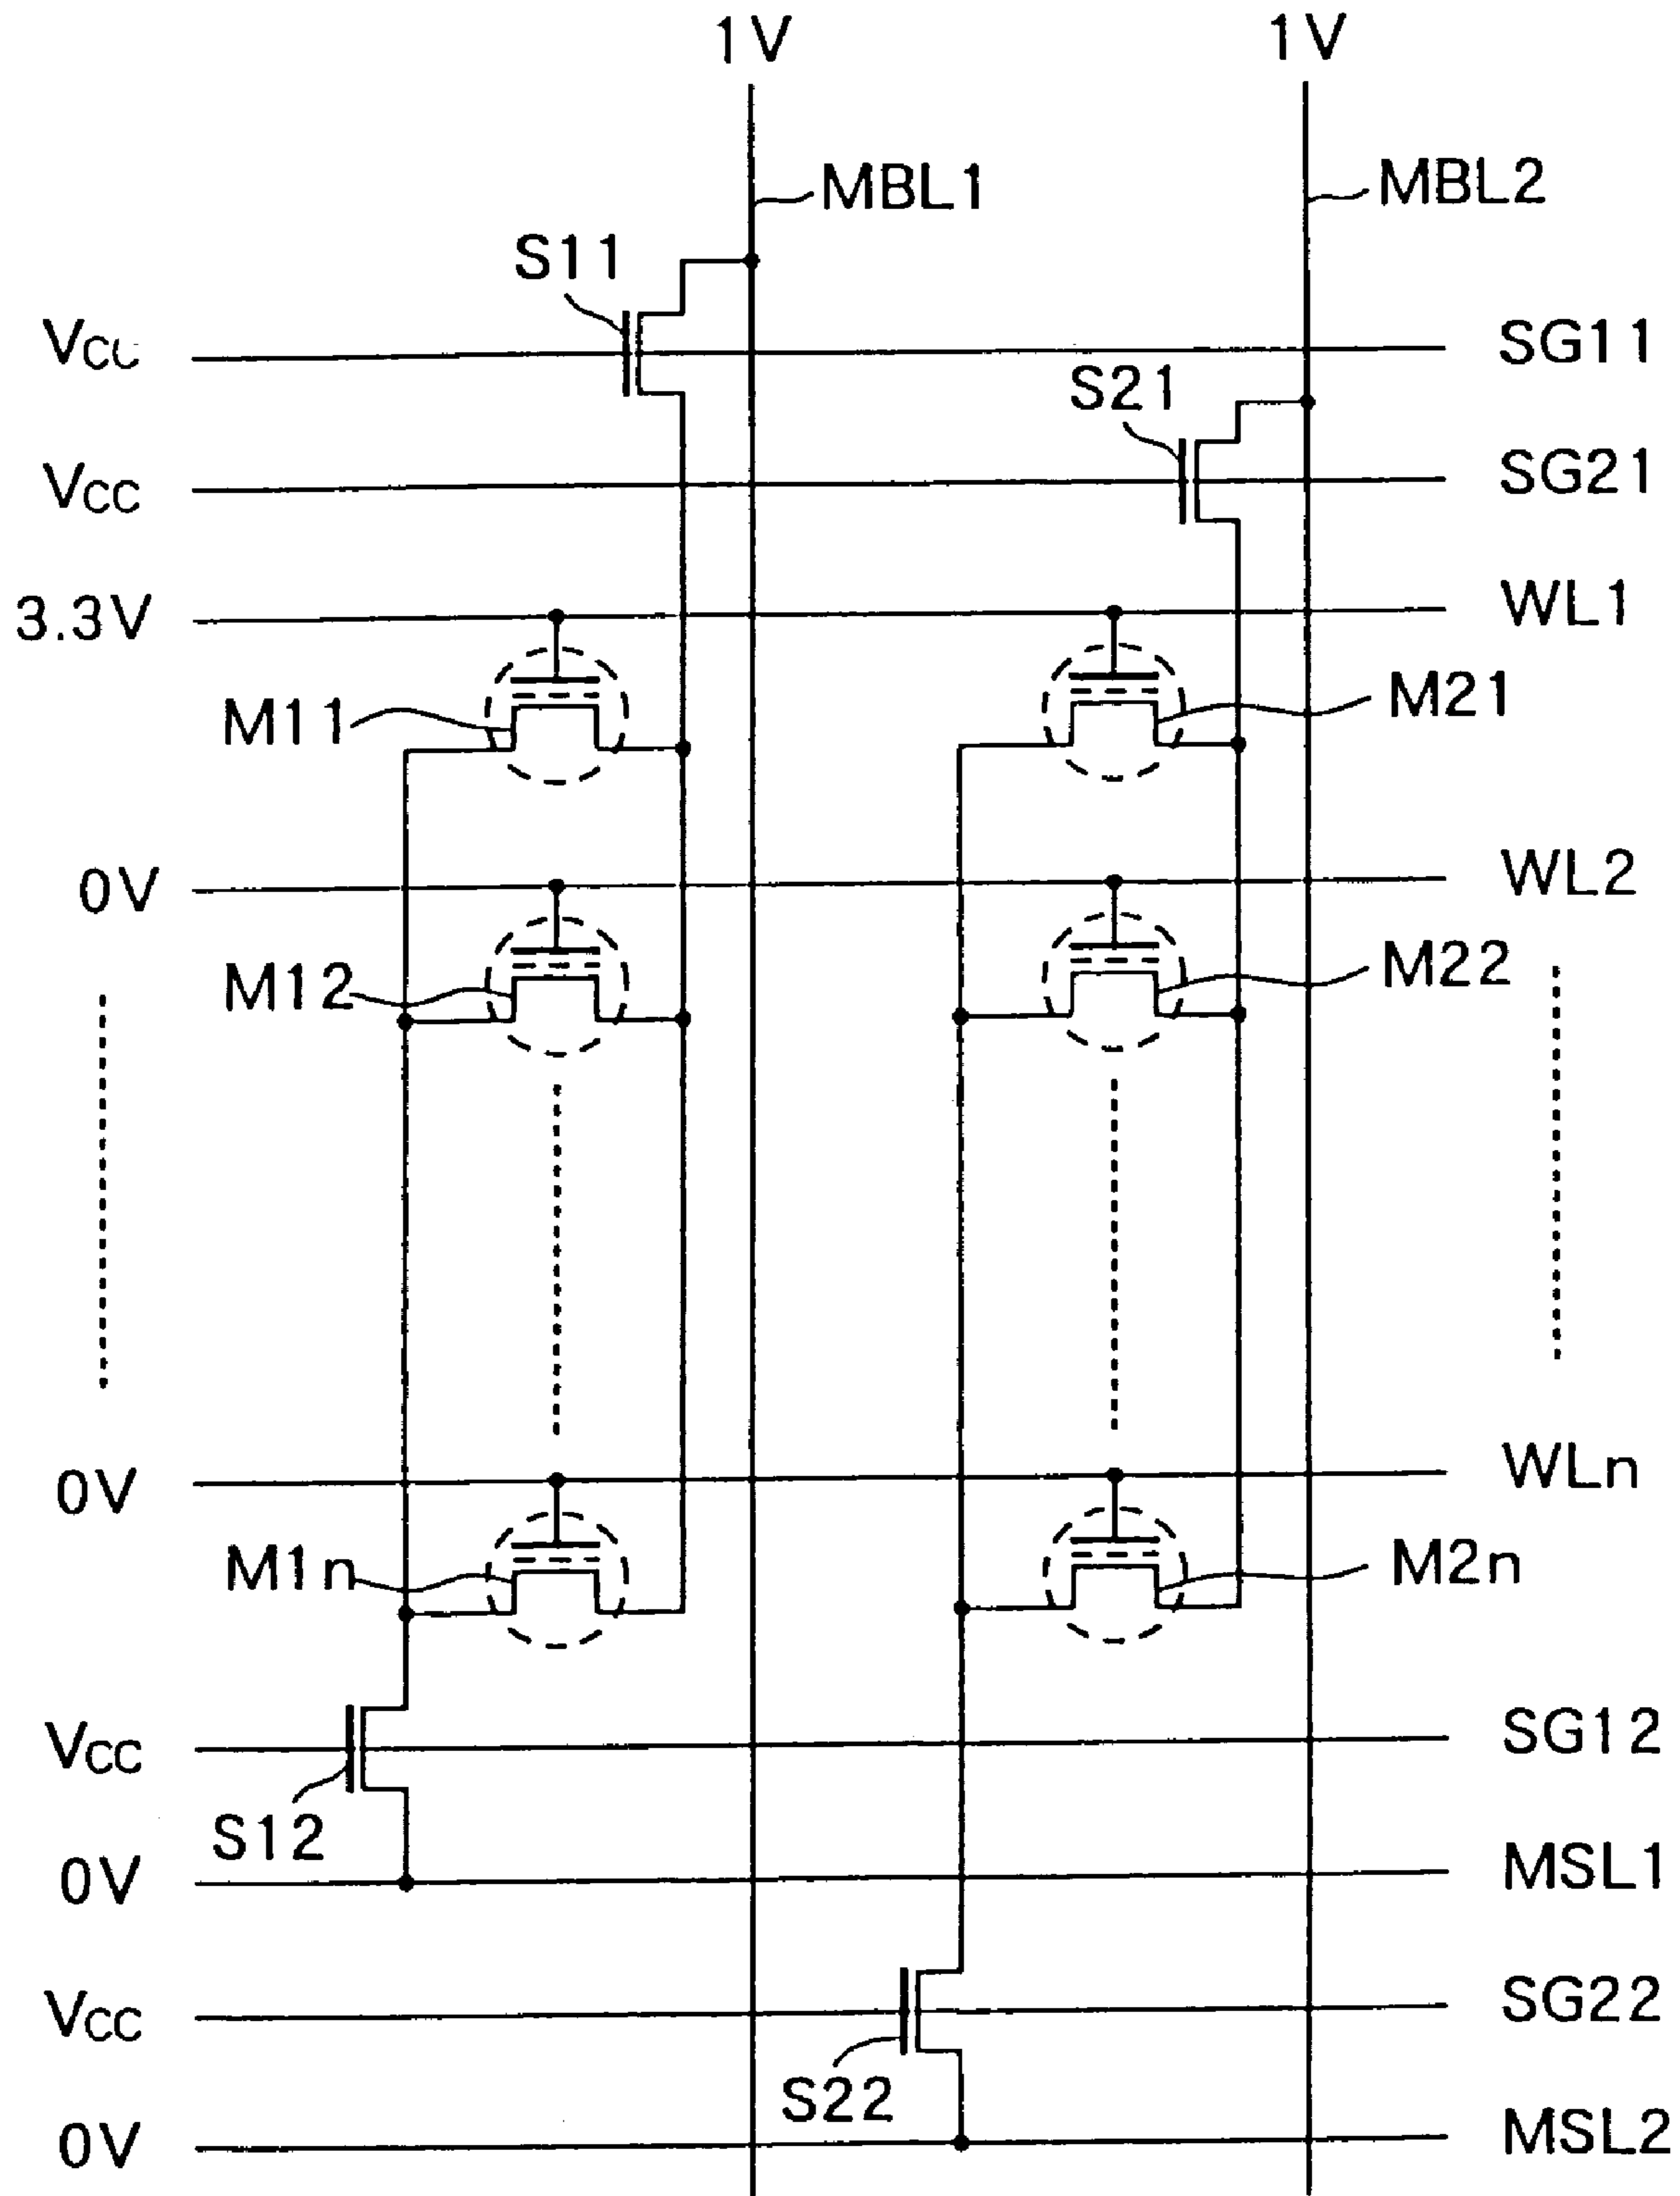 1V 1V
MBL1 MBL2
S11
VCC SG11
S21
VCC SG21
3.3V WL1
M11 M21
0V WL2
M12 M22
0V WLn
M1n M2n
VCC SG12
S12
0V MSL1
VCC SG22
S22
0V MSL2